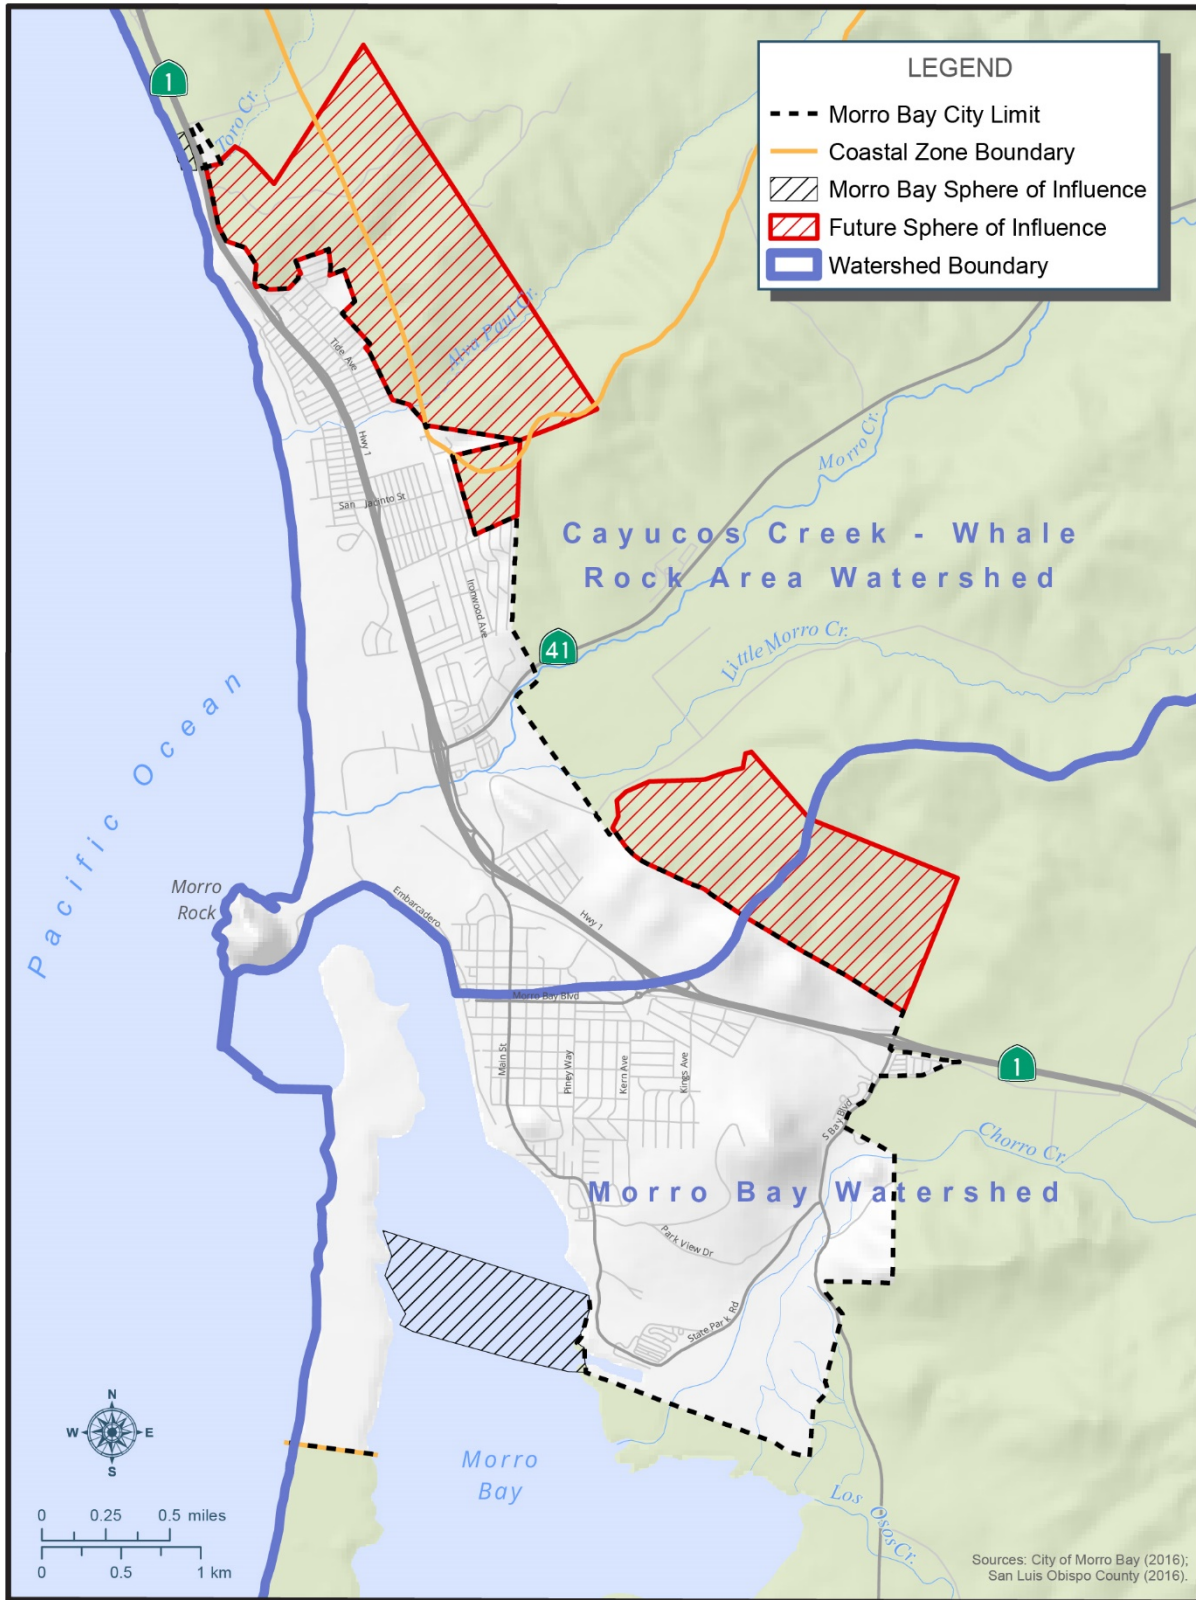 LEGEND
Morro Bay City Limit
Coastal Zone Boundary
Morro Bay Sphere of Influence
Future Sphere of Influence
Watershed Boundary
1
Toro Cr.
Alva Paul Cr.
Tide Ave
Hwy 1
San Jacinto St
Morro Cr.
Cayucos Creek - Whale
Rock Area Watershed
Ironwood Ave
41
Little Morro Cr.
Pacific Ocean
Morro
Rock
Embarcadero
Hwy 1
Morro Bay Blvd
Main St
Piney Way
Kern Ave
Kings Ave
1
S Bay Blvd
Chorro Cr.
Morro Bay Watershed
Park View Dr
State Park Rd
N
W E
S
Morro
Bay
Los Osos Cr.
0 0.25 0.5 miles
0 0.5 1 km
Sources: City of Morro Bay (2016);
San Luis Obispo County (2016).